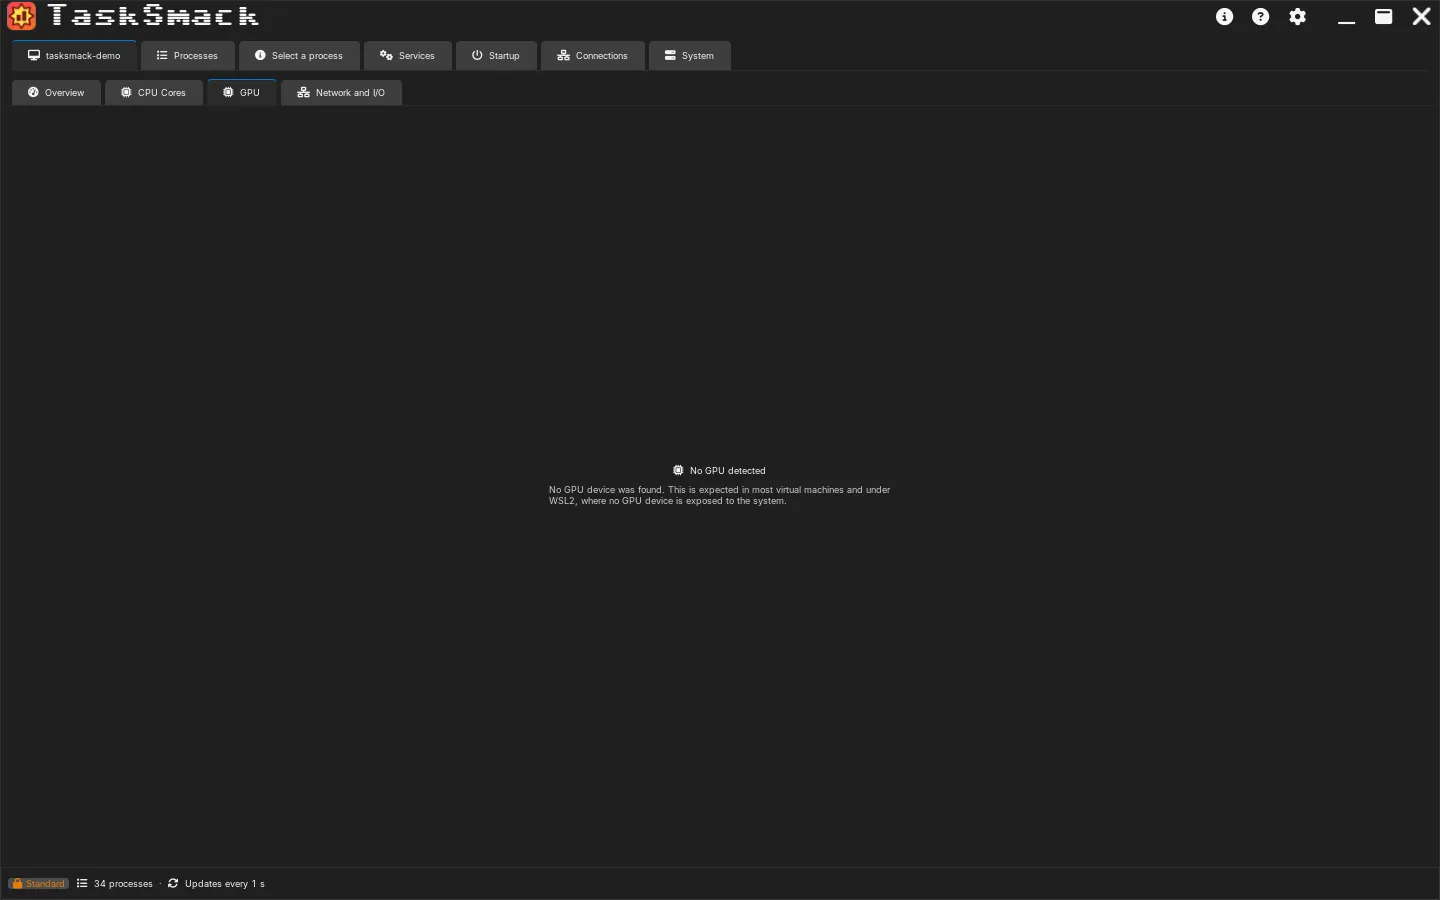 TaskSmack
tasksmack-demo
Processes
Select a process
Services
Startup
Connections
System
Overview
CPU Cores
GPU
Network and I/O
No GPU detected
No GPU device was found. This is expected in most virtual machines and under
WSL2, where no GPU device is exposed to the system.
Standard
34 processes · Updates every 1 s